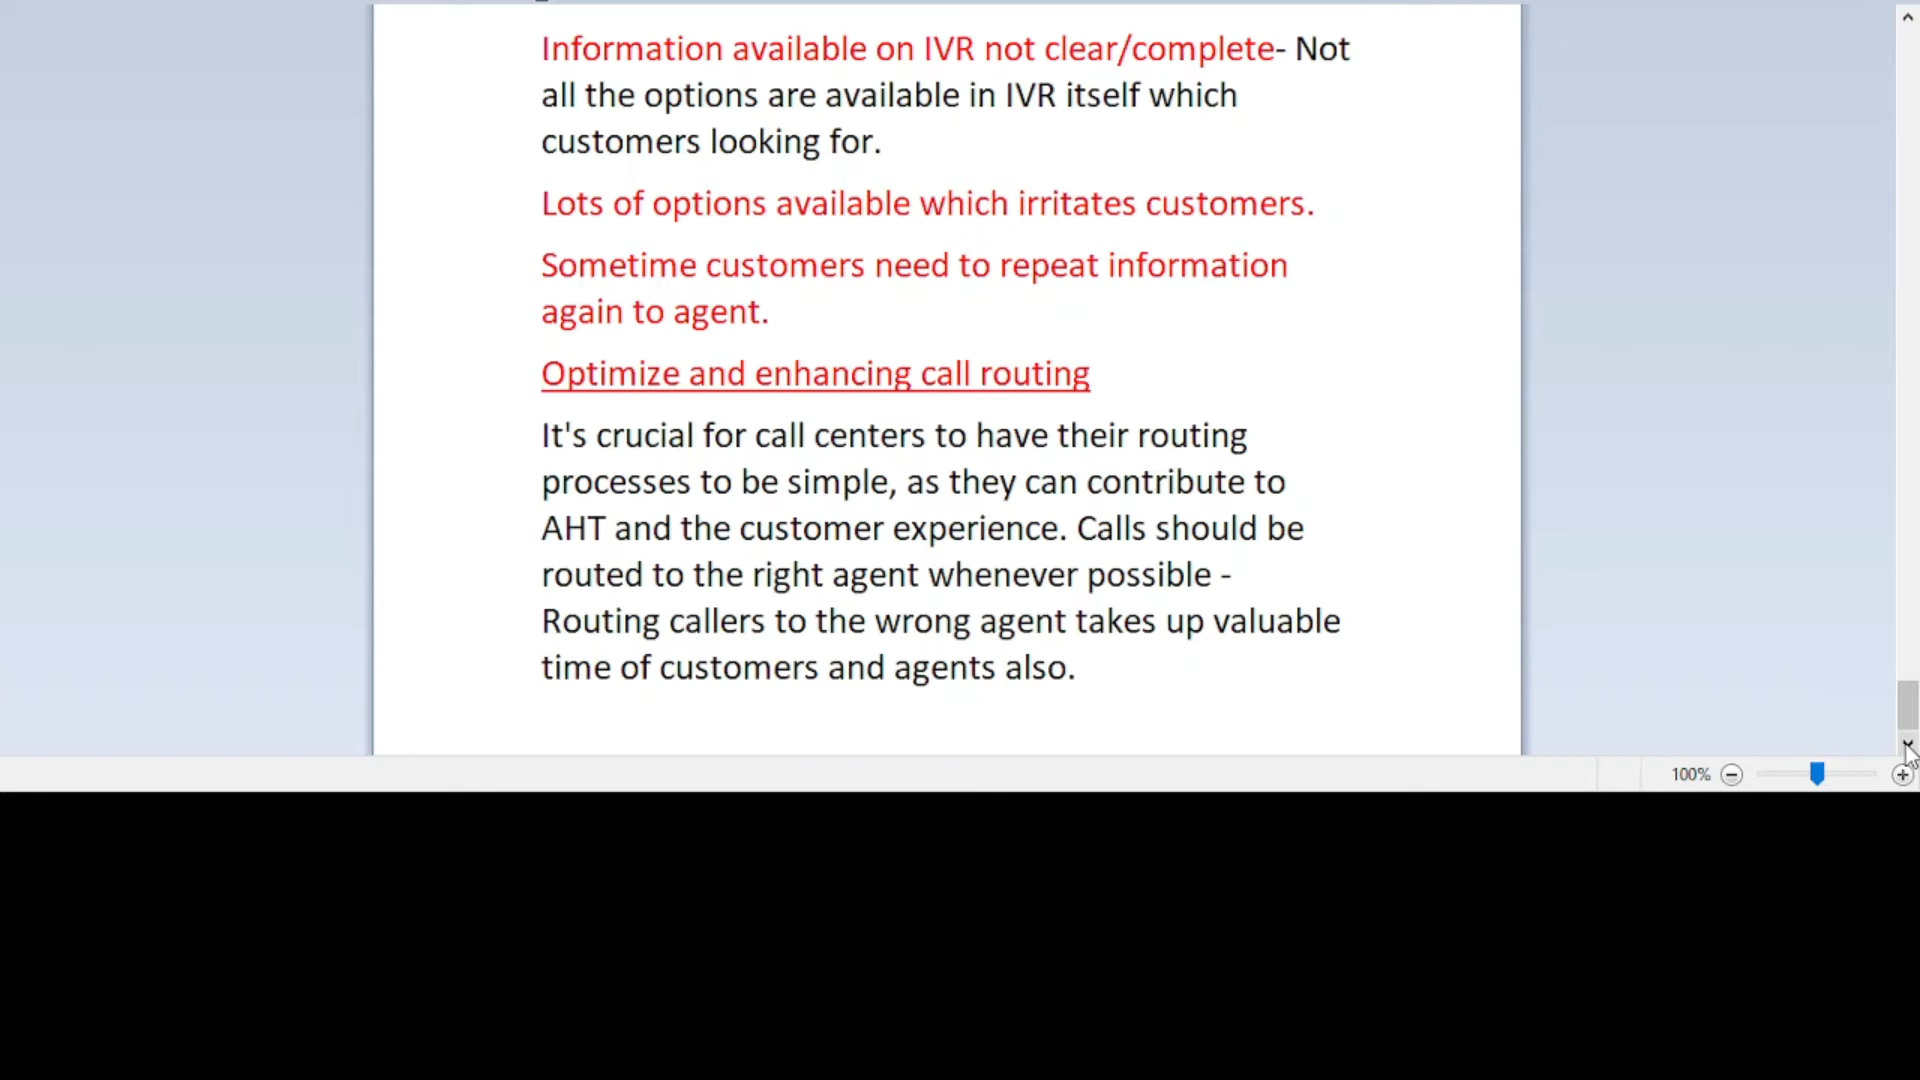 Information available on IVR not clear/complete- Not
all the options are available in IVR itself which
customers looking for.
Lots of options available which irritates customers.
Sometime customers need to repeat information
again to agent.
Optimize and enhancing call routing
It's crucial for call centers to have their routing
processes to be simple, as they can contribute to
AHT and the customer experience. Calls should be
routed to the right agent whenever possible -
Routing callers to the wrong agent takes up valuable
time of customers and agents also.
100%